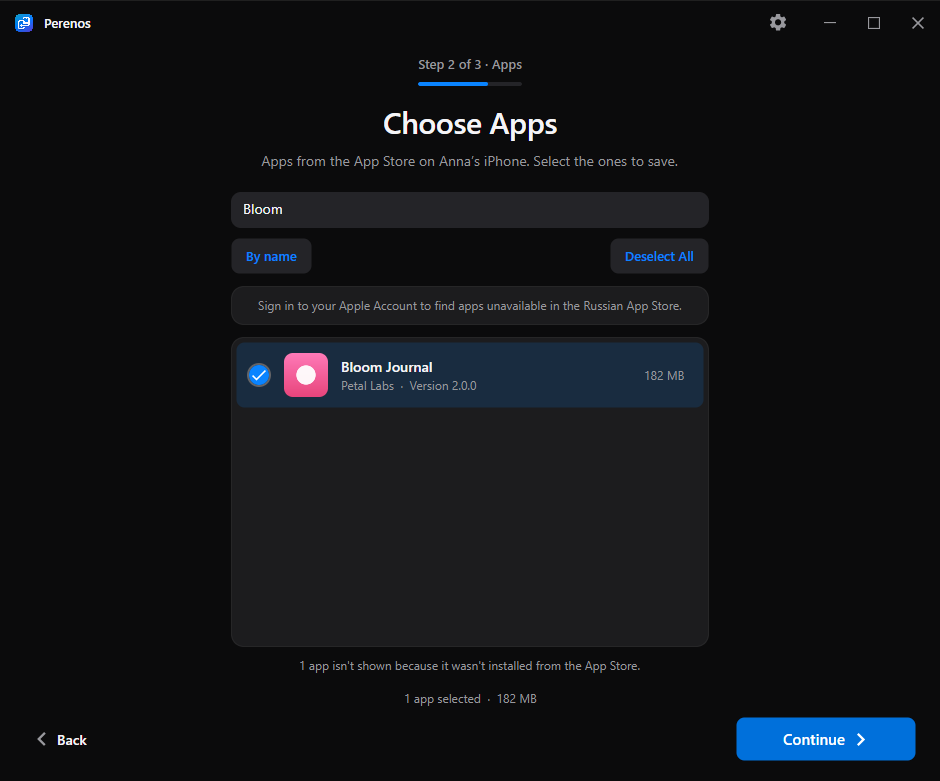 Perenos
Step 2 of 3 · Apps
Choose Apps
Apps from the App Store on Anna's iPhone. Select the ones to save.
Bloom
By name
Deselect All
Sign in to your Apple Account to find apps unavailable in the Russian App Store.
Bloom Journal
Petal Labs · Version 2.0.0
182 MB
1 app isn't shown because it wasn't installed from the App Store.
1 app selected · 182 MB
Back
Continue